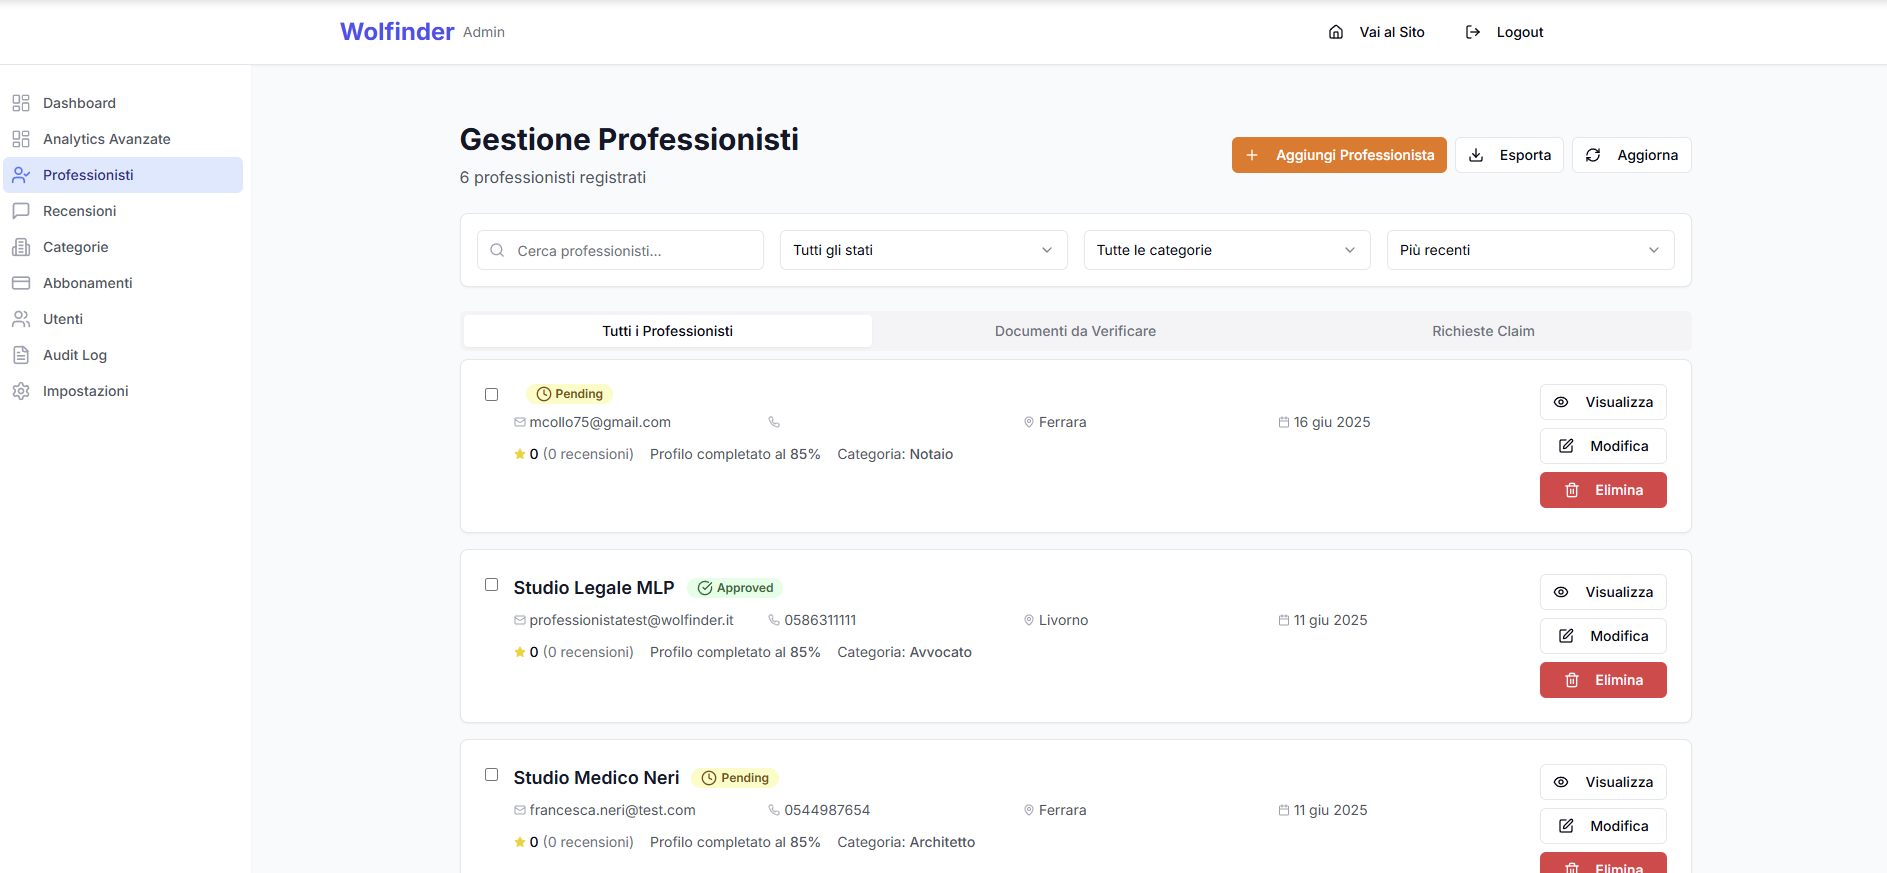 Wolfinder Admin
Vai al Sito
Logout
Dashboard
Analytics Avanzate
Professionisti
Recensioni
Categorie
Abbonamenti
Utenti
Audit Log
Impostazioni
Gestione Professionisti
6 professionisti registrati
Aggiungi Professionista
Esporta
Aggiorna
Cerca professionisti...
Tutti gli stati
Tutte le categorie
Più recenti
Tutti i Professionisti
Documenti da Verificare
Richieste Claim
Pending
mcollo75@gmail.com
Ferrara
16 giu 2025
0 (0 recensioni) Profilo completato al 85% Categoria: Notaio
Visualizza
Modifica
Elimina
Studio Legale MLP Approved
professionistatest@wolfinder.it
0586311111
Livorno
11 giu 2025
0 (0 recensioni) Profilo completato al 85% Categoria: Avvocato
Visualizza
Modifica
Elimina
Studio Medico Neri Pending
francesca.neri@test.com
0544987654
Ferrara
11 giu 2025
0 (0 recensioni) Profilo completato al 85% Categoria: Architetto
Visualizza
Modifica
Elimina